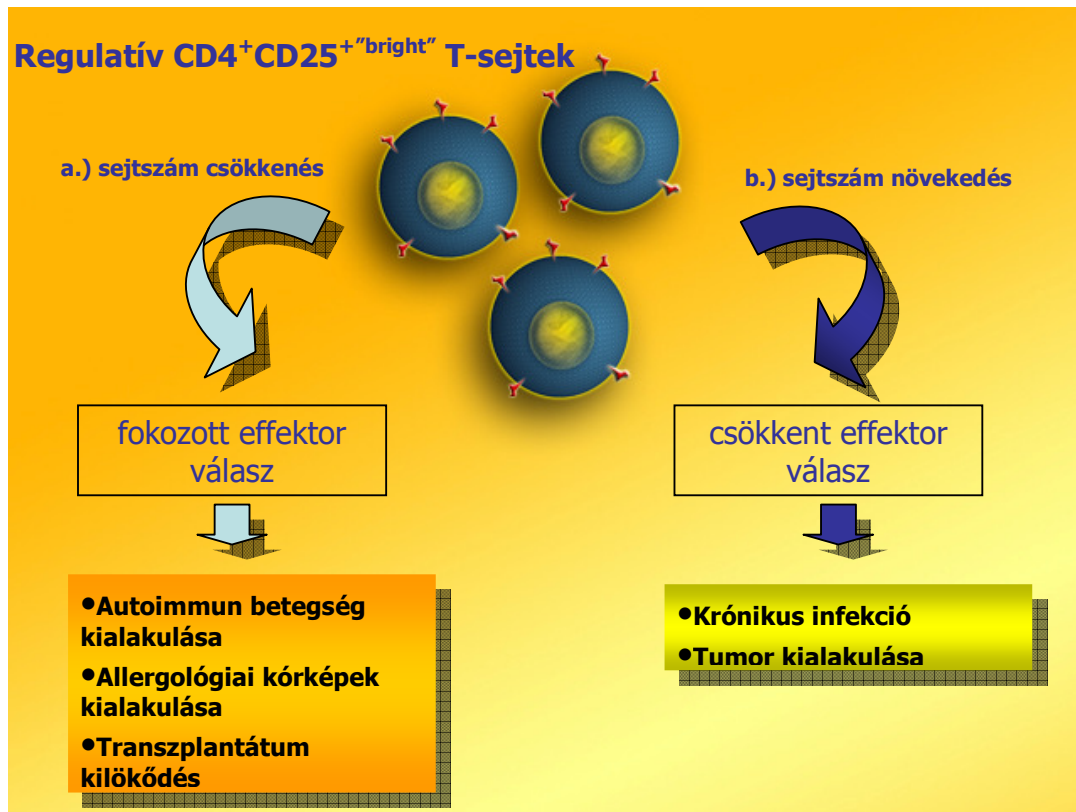 Regulatív CD4⁺CD25⁺″bright″ T-sejtek
a.) sejtszám csökkenés
b.) sejtszám növekedés
fokozott effektor
válasz
csökkent effektor
válasz
•Autoimmun betegség
kialakulása
•Allergológiai kórképek
kialakulása
•Transzplantátum
kilökődés
•Krónikus infekció
•Tumor kialakulása